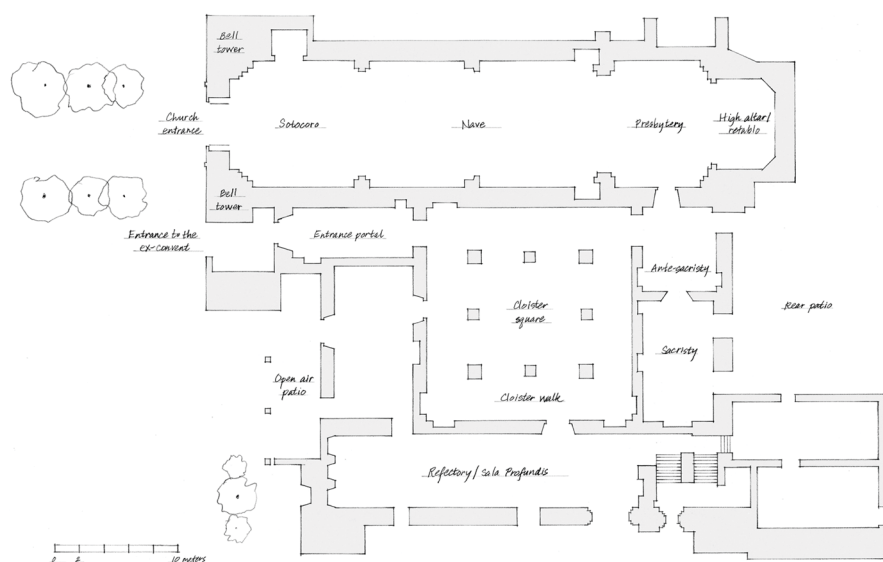 Bell
tower
Church
entrance
Sotocoro
Nave
Presbytery
High altar/
retablo
Bell
tower
Entrance to the
ex-convent
Entrance portal
Ante-sacristy
Cloister
square
Rear patio
Sacristy
Open air
patio
Cloister walk
Refectory/Sala Profundis
0 2 10 meters